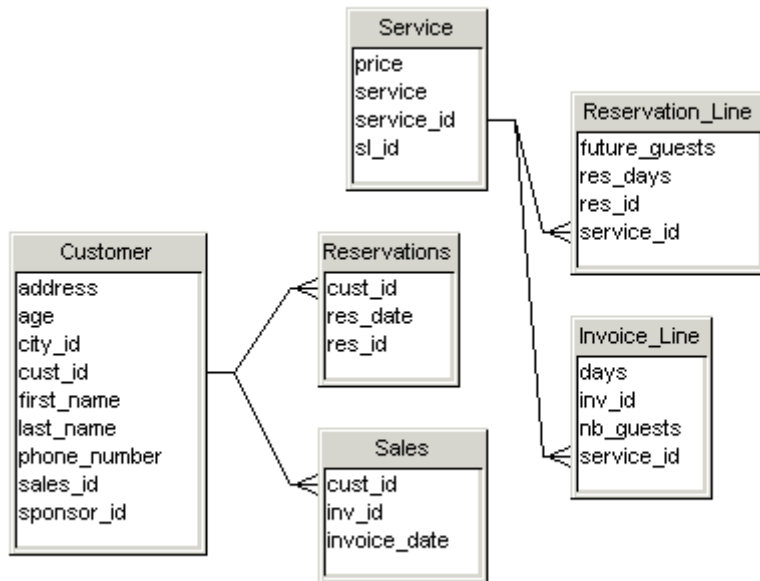 Service
price
service
service_id
sl_id
Reservation_Line
future_guests
res_days
res_id
service_id
Customer
address
age
city_id
cust_id
first_name
last_name
phone_number
sales_id
sponsor_id
Reservations
cust_id
res_date
res_id
Invoice_Line
days
inv_id
nb_guests
service_id
Sales
cust_id
inv_id
invoice_date